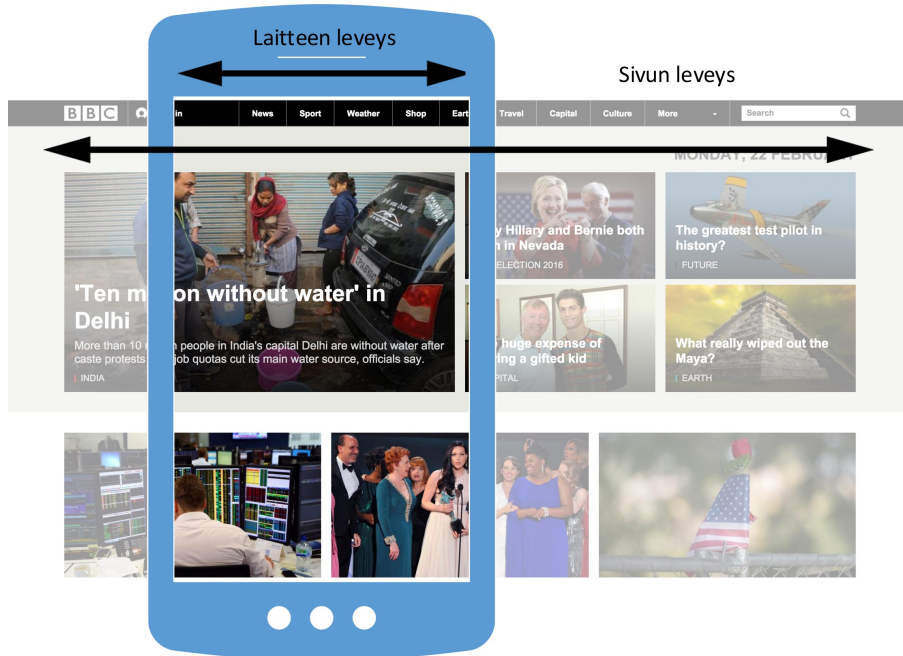 Laitteen leveys
Sivun leveys
BBC in News Sport Weather Shop Eart Travel Capital Culture More Search
MONDAY, 22 FEBRUARY
'Ten m on without water' in
Delhi
More than 10 n people in India's capital Delhi are without water after
caste protests job quotas cut its main water source, officials say.
INDIA
y Hillary and Bernie both
n in Nevada
ELECTION 2016
The greatest test pilot in
history?
FUTURE
huge expense of
ing a gifted kid
PITAL
What really wiped out the
Maya?
EARTH